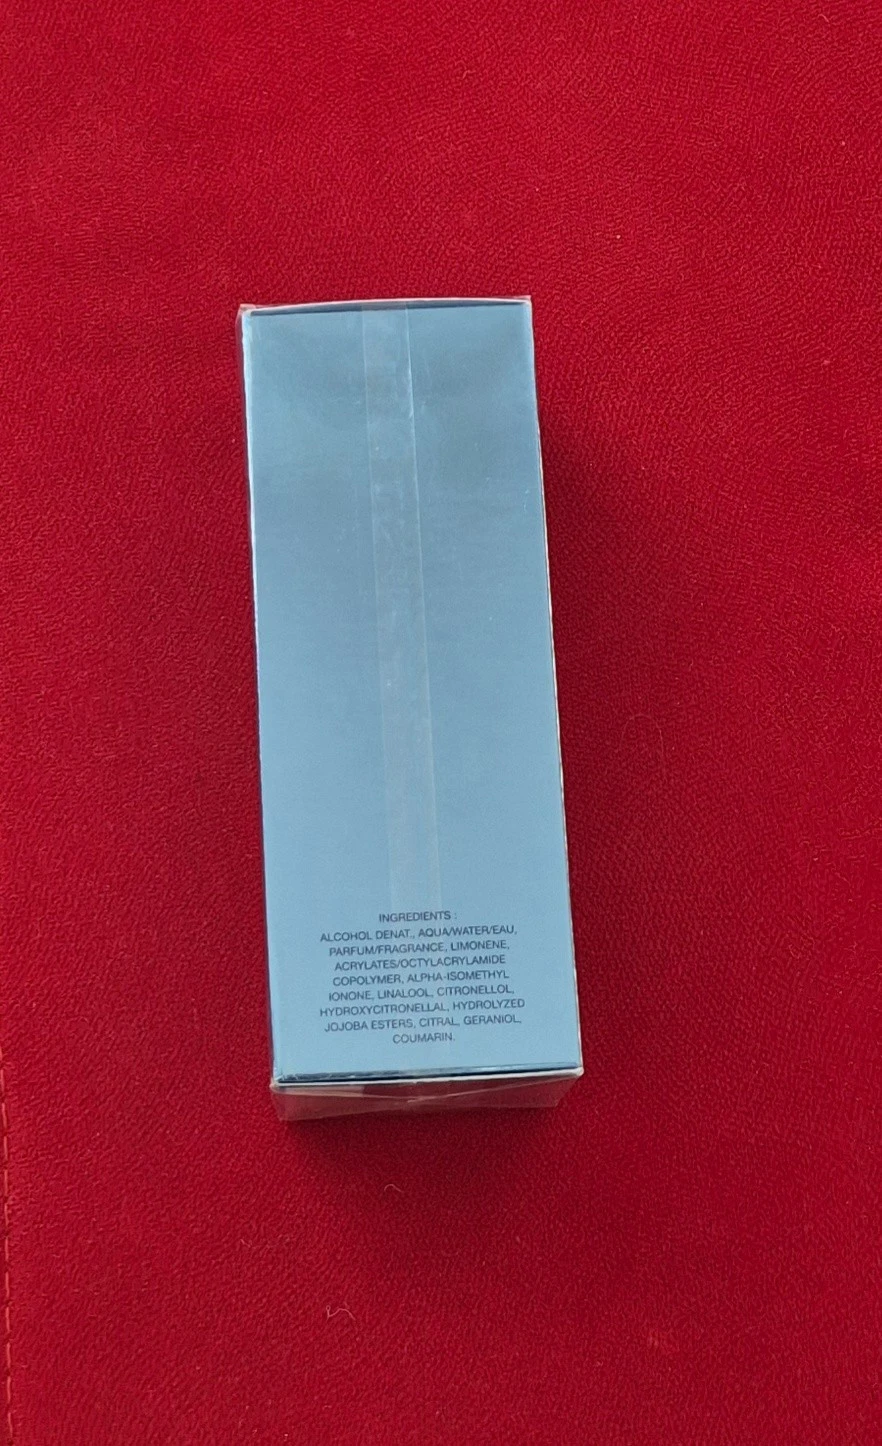 INGREDIENTS :
ALCOHOL DENAT., AQUA/WATER/EAU,
PARFUM/FRAGRANCE, LIMONENE,
ACRYLATES/OCTYLACRYLAMIDE
COPOLYMER, ALPHA-ISOMETHYL
IONONE, LINALOOL, CITRONELLOL,
HYDROXYCITRONELLAL, HYDROLYZED
JOJOBA ESTERS, CITRAL, GERANIOL,
COUMARIN.